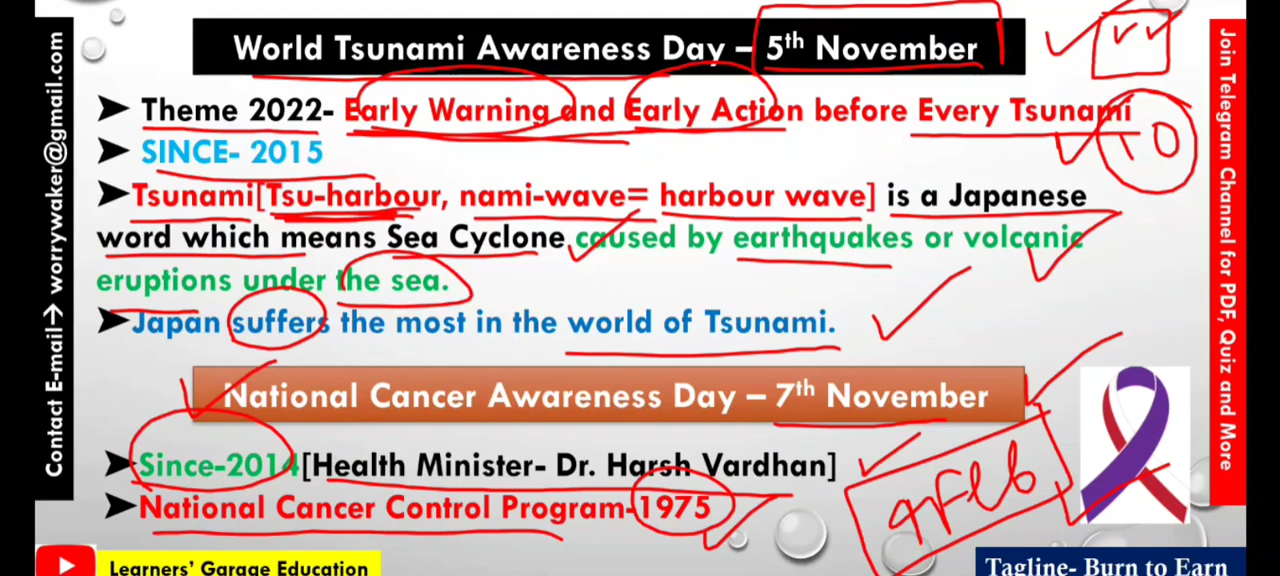 World Tsunami Awareness Day – 5th November
➤ Theme 2022- Early Warning and Early Action before Every Tsunami
➤ SINCE- 2015
➤Tsunami[Tsu-harbour, nami-wave= harbour wave] is a Japanese
word which means Sea Cyclone caused by earthquakes or volcanic
eruptions under the sea.
➤Japan suffers the most in the world of Tsunami.
National Cancer Awareness Day – 7th November
➤Since-2014[Health Minister- Dr. Harsh Vardhan]
➤National Cancer Control Program-1975
4 Feb
Learners' Garage Education
Tagline- Burn to Earn
Contact E-mail→ worrywaker@gmail.com
Join Telegram Channel for PDF, Quiz and More